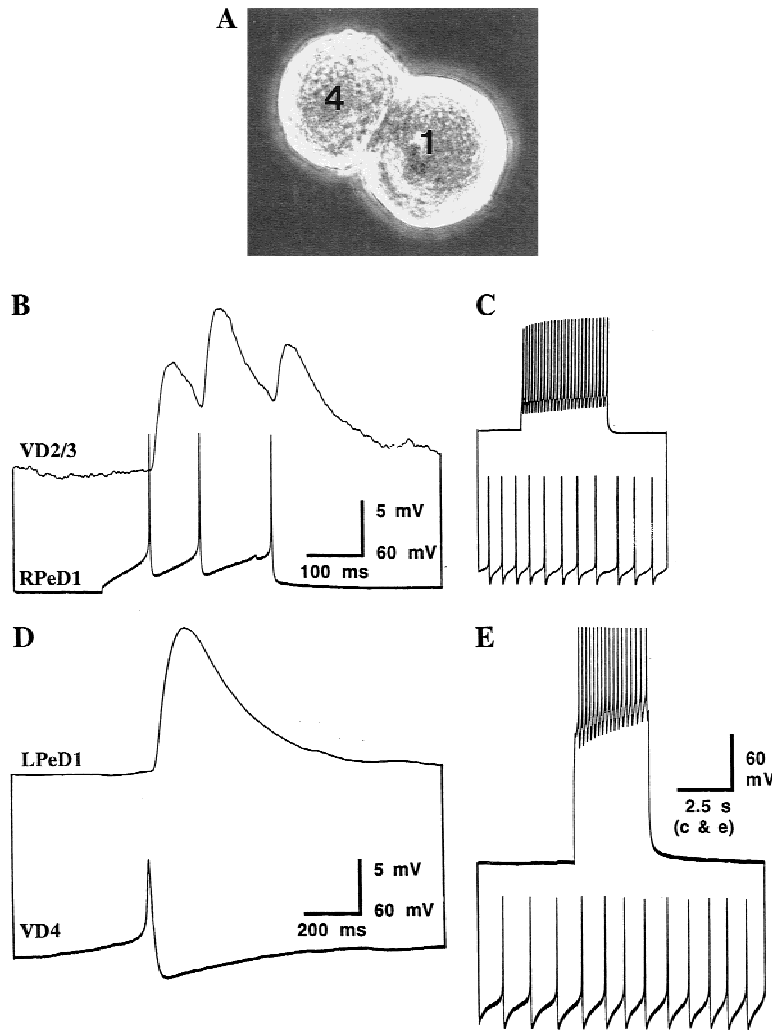 A
4
1
B
VD2/3
5 mV
60 mV
100 ms
RPeD1
C
D
LPeD1
5 mV
60 mV
200 ms
VD4
E
60
mV
2.5 s
(c & e)